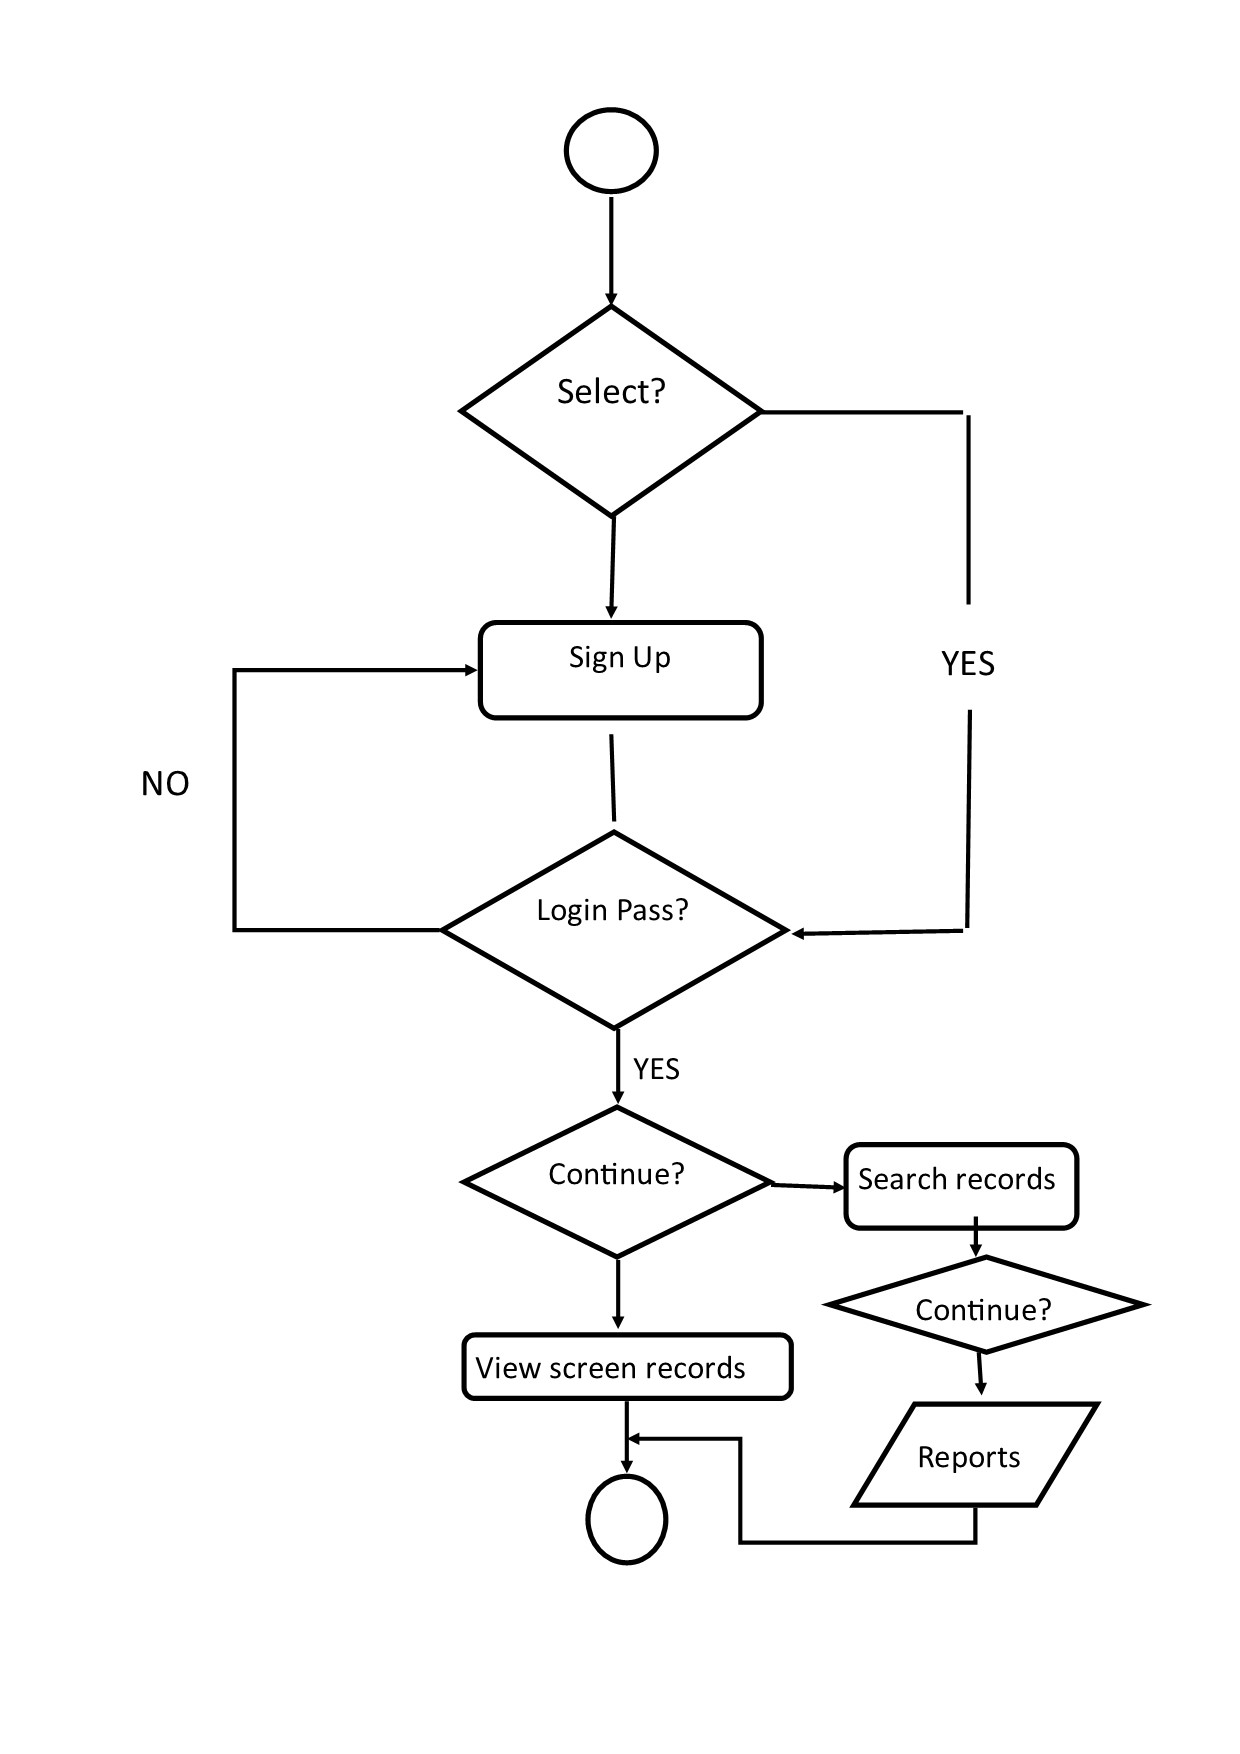 Select?
Sign Up
YES
NO
Login Pass?
YES
Continue?
Search records
Continue?
View screen records
Reports